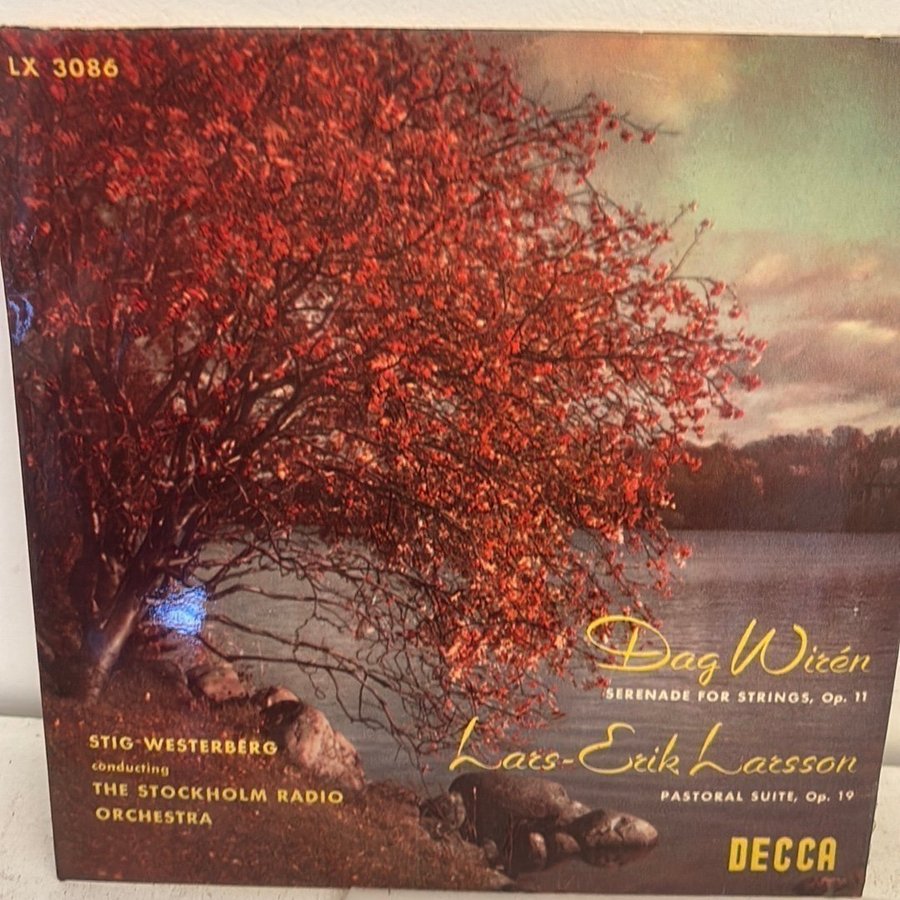 LX 3086
Dag Wirén
SERENADE FOR STRINGS, Op. 11
Lars-Erik Larsson
PASTORAL SUITE, Op. 19
STIG WESTERBERG
conducting
THE STOCKHOLM RADIO
ORCHESTRA
DECCA